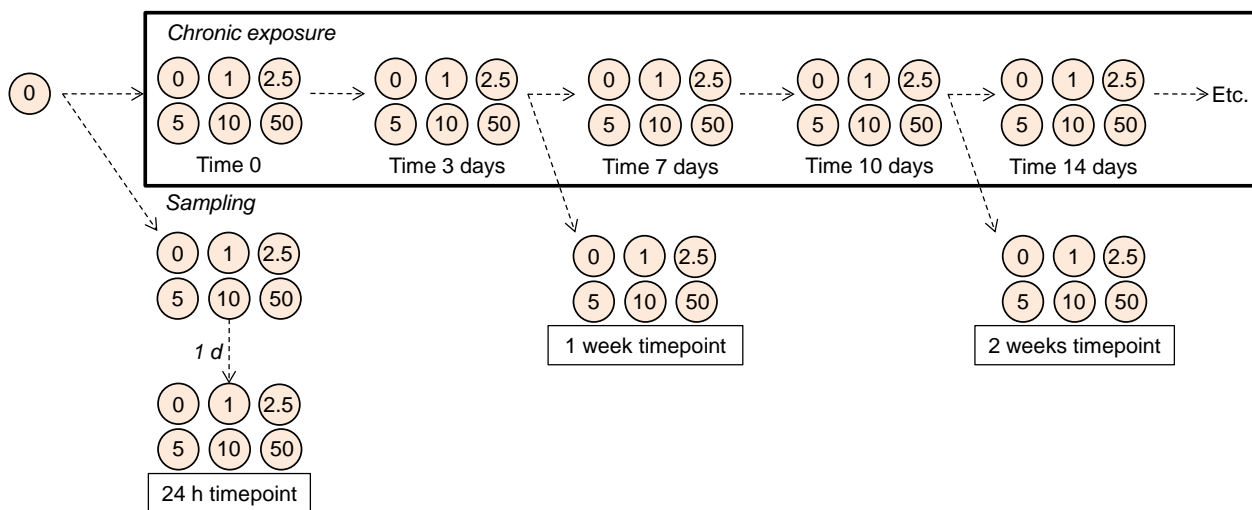 Chronic exposure
0 0 1 2.5 0 1 2.5 0 1 2.5 0 1 2.5 0 1 2.5
5 10 50 5 10 50 5 10 50 5 10 50 5 10 50 Etc.
Time 0 Time 3 days Time 7 days Time 10 days Time 14 days
Sampling
0 1 2.5 0 1 2.5 0 1 2.5
5 10 50 5 10 50 5 10 50
1 d 1 week timepoint 2 weeks timepoint
0 1 2.5
5 10 50
24 h timepoint